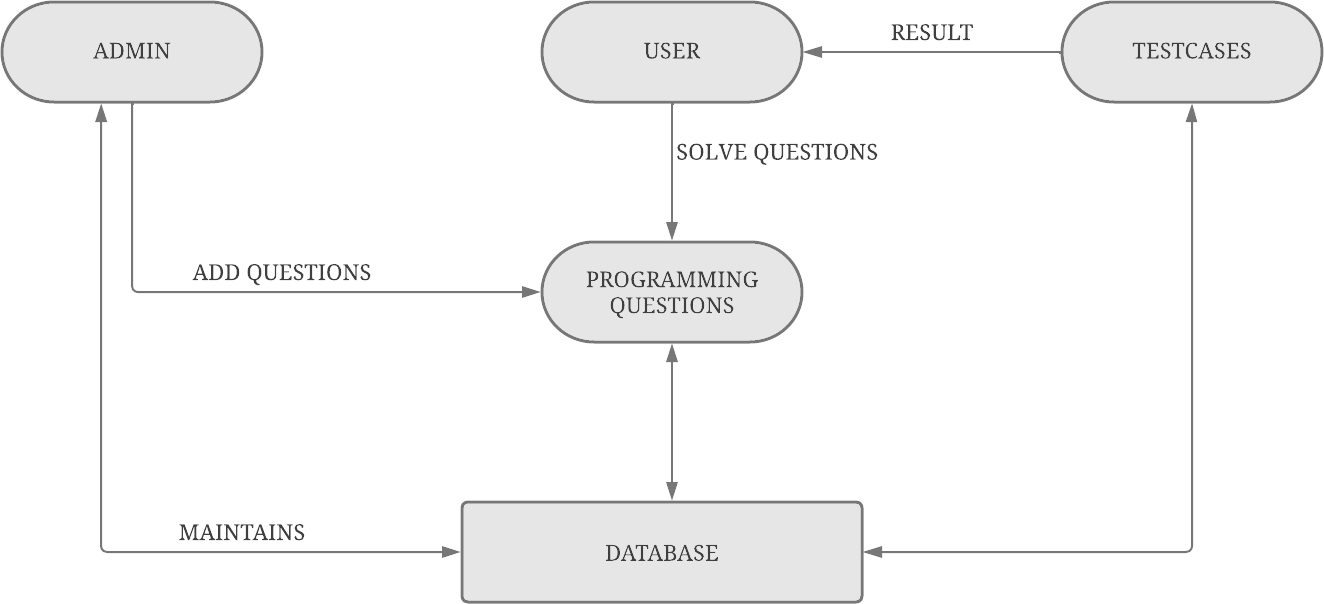 ADMIN
USER
RESULT
TESTCASES
SOLVE QUESTIONS
ADD QUESTIONS
PROGRAMMING
QUESTIONS
MAINTAINS
DATABASE